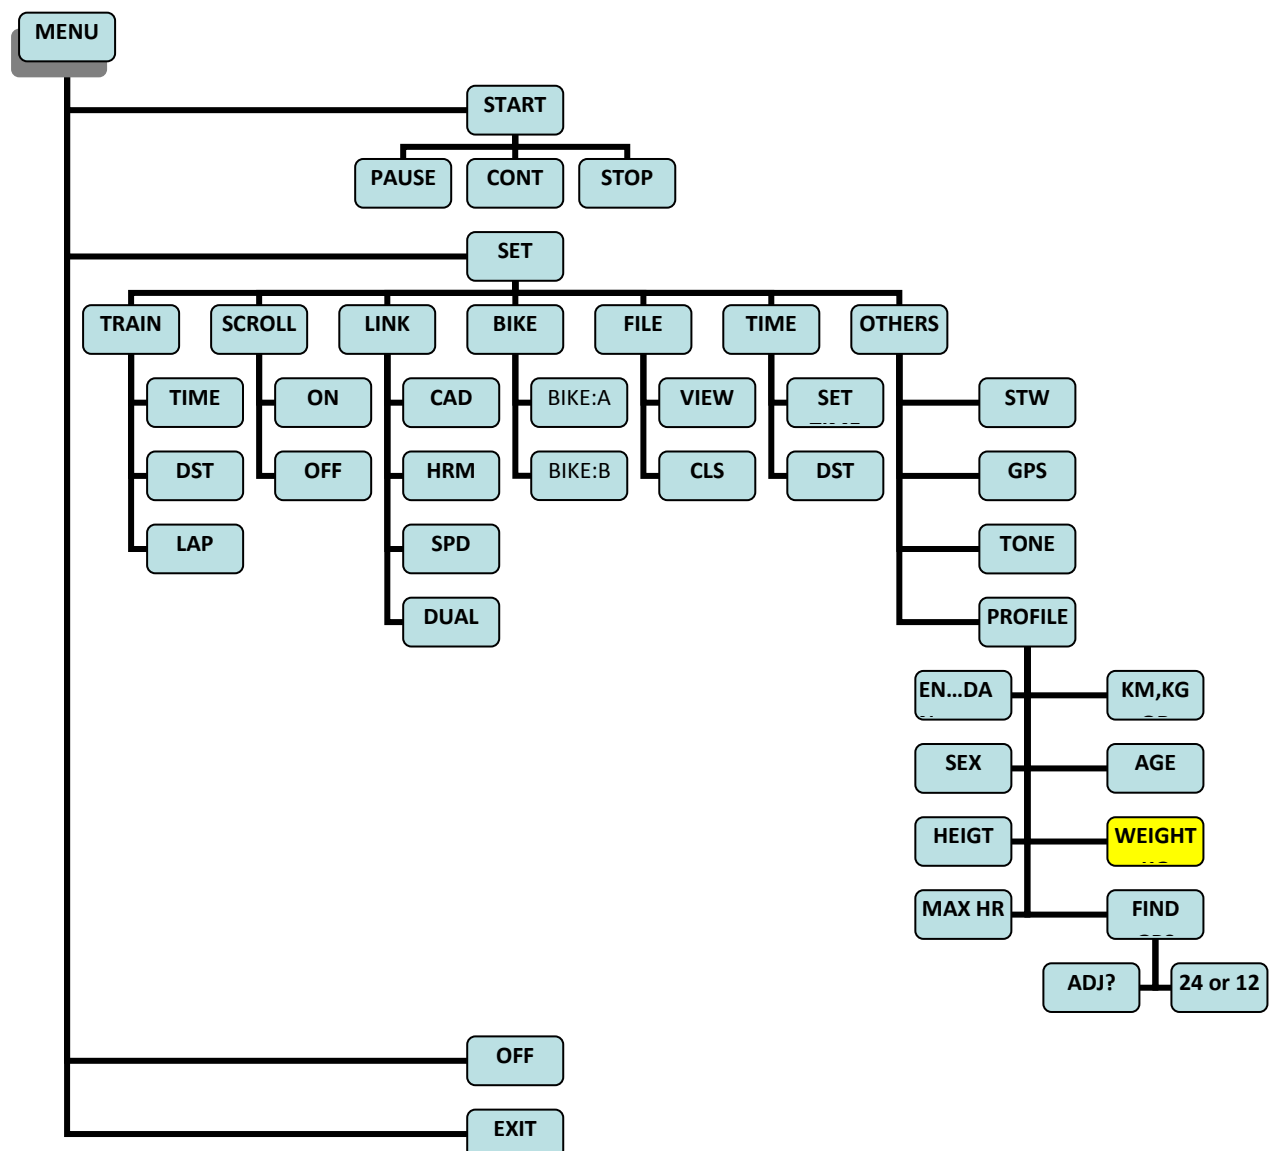 MENU
START
PAUSE CONT STOP
SET
TRAIN SCROLL LINK BIKE FILE TIME OTHERS
TIME ON CAD BIKE:A VIEW SET STW
DST OFF HRM BIKE:B CLS DST GPS
LAP SPD TONE
DUAL PROFILE
EN...DA KM,KG
SEX AGE
HEIGT WEIGHT
MAX HR FIND
ADJ? 24 or 12
OFF
EXIT